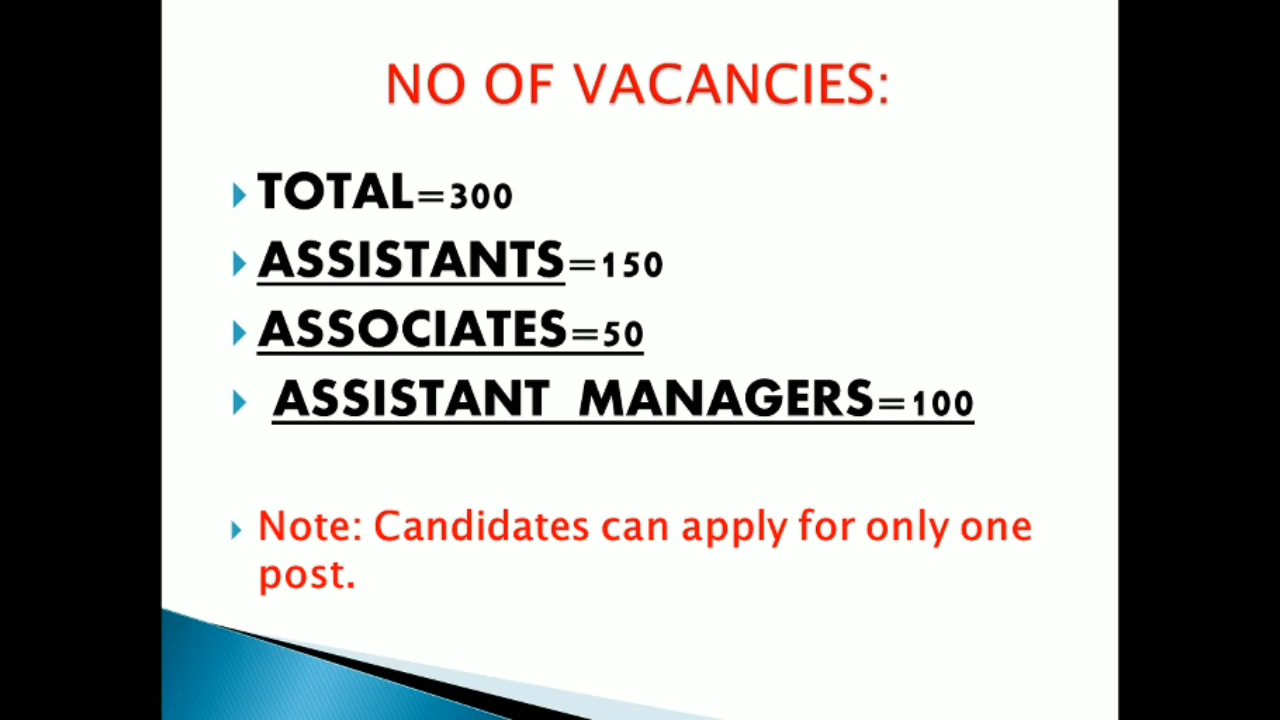 NO OF VACANCIES:
TOTAL=300
ASSISTANTS=150
ASSOCIATES=50
ASSISTANT MANAGERS=100
Note: Candidates can apply for only one
post.